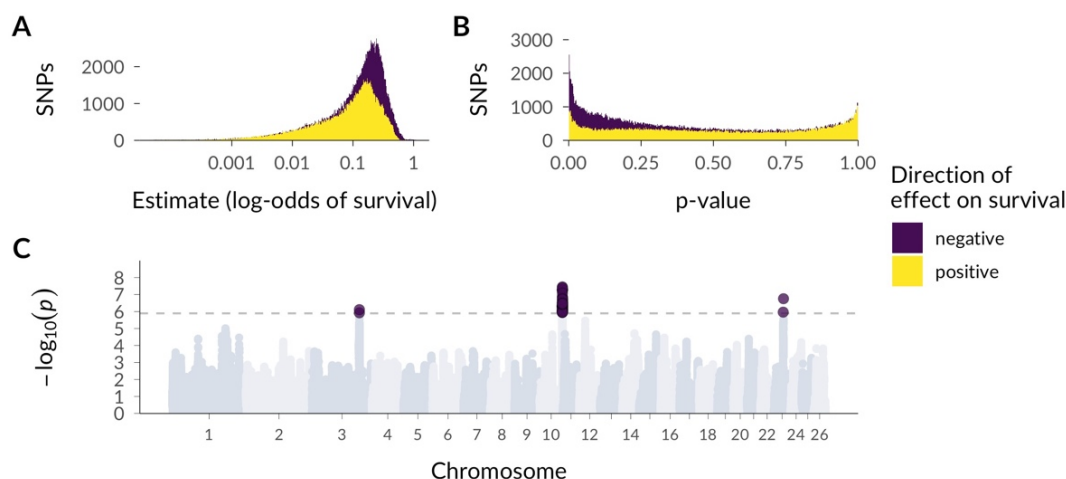 A
SNPs
2000
1000
0
0.001 0.01 0.1 1
Estimate (log-odds of survival)
B
SNPs
3000
2000
1000
0
0.00 0.25 0.50 0.75 1.00
p-value
Direction of
effect on survival
negative
positive
C
−log10(p)
8
7
6
5
4
3
2
1
0
1 2 3 4 5 6 7 8 9 10 12 14 16 18 20 22 24 26
Chromosome